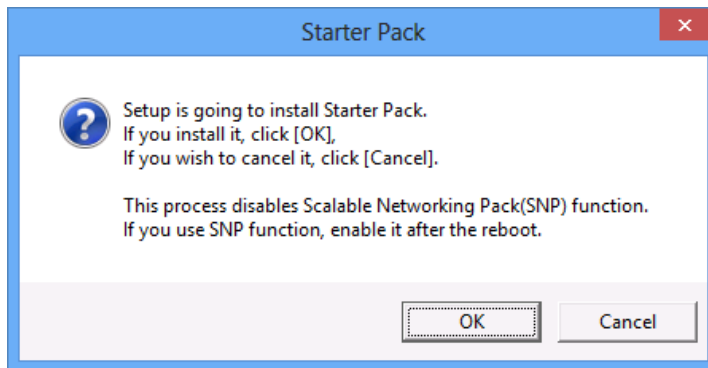 Starter Pack
Setup is going to install Starter Pack.
If you install it, click [OK],
If you wish to cancel it, click [Cancel].
This process disables Scalable Networking Pack(SNP) function.
If you use SNP function, enable it after the reboot.
OK
Cancel